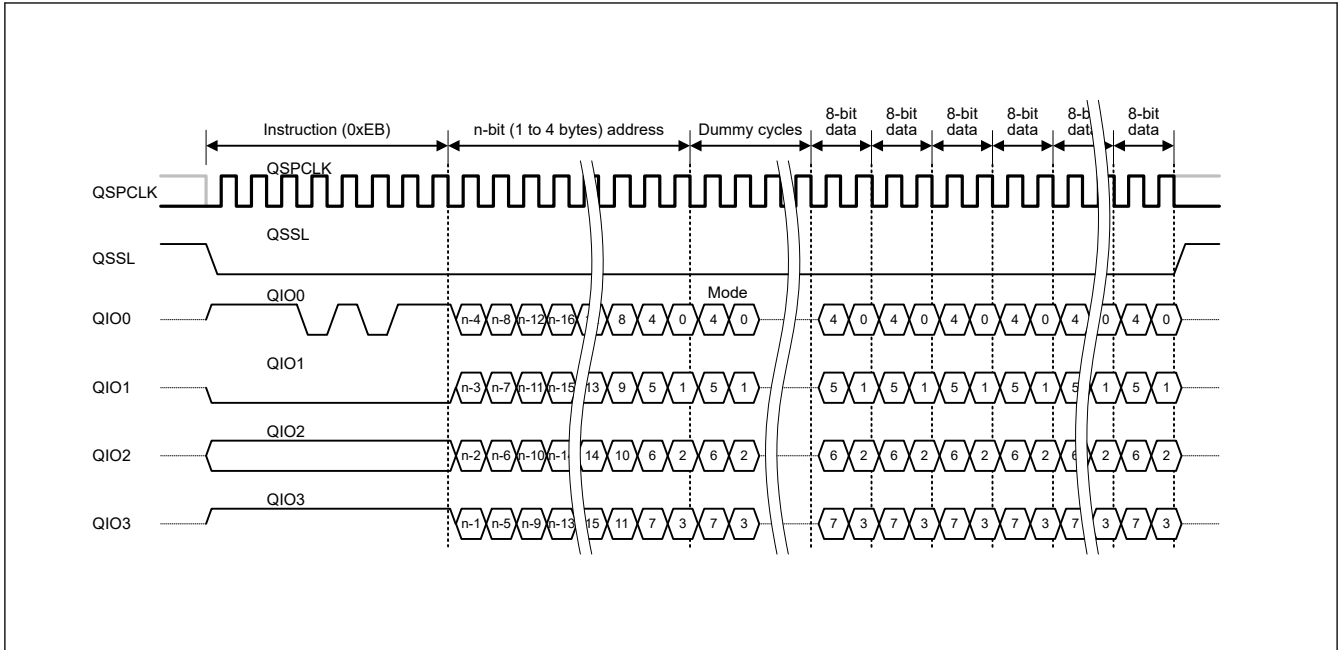 8-bit 8-bit 8-bit 8-bit 8-bit
Instruction (0xEB) n-bit (1 to 4 bytes) address Dummy cycles data data data data data data
QSPCLK
QSPCLK
QSSL
QSSL
QIO0 Mode
QIO0 n-4 n-8 n-12 n-16 8 4 0 4 0 4 0 4 0 4 0 4 0 4 0 4 0
QIO1
QIO1 n-3 n-7 n-11 n-15 13 9 5 1 5 1 5 1 5 1 5 1 5 1 5 1 5 1
QIO2
QIO2 n-2 n-6 n-10 14 10 6 2 6 2 6 2 6 2 6 2 6 2 6 2 6 2
QIO3
QIO3 n-1 n-5 n-9 n-13 15 11 7 3 7 3 7 3 7 3 7 3 7 3 7 3 7 3